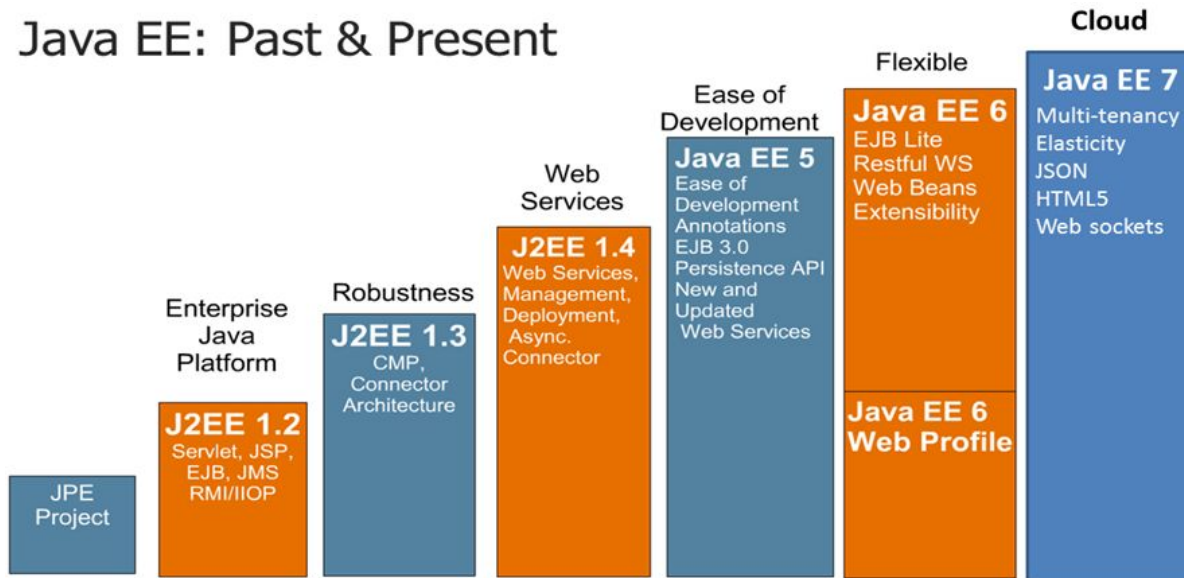 Java EE: Past & Present
JPE
Project
Enterprise
Java
Platform
J2EE 1.2
Servlet, JSP,
EJB, JMS
RMI/IIOP
Robustness
J2EE 1.3
CMP,
Connector
Architecture
Web
Services
J2EE 1.4
Web Services,
Management,
Deployment,
Async.
Connector
Ease of
Development
Java EE 5
Ease of
Development
Annotations
EJB 3.0
Persistence API
New and
Updated
Web Services
Flexible
Java EE 6
EJB Lite
Restful WS
Web Beans
Extensibility
Java EE 6
Web Profile
Cloud
Java EE 7
Multi-tenancy
Elasticity
JSON
HTML5
Web sockets